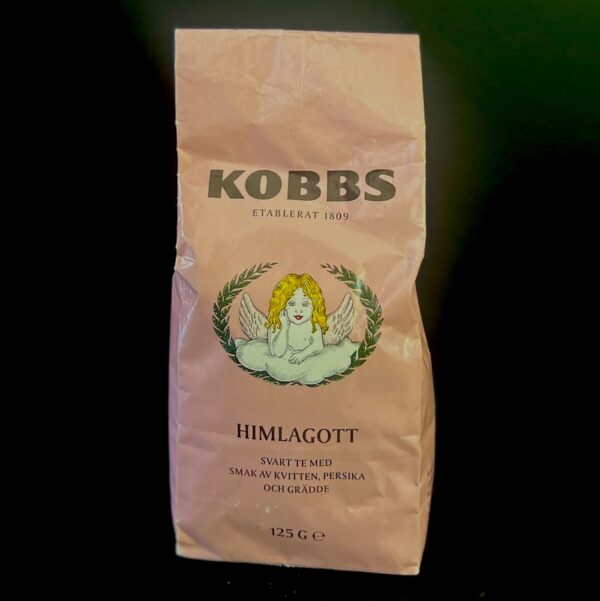 KOBBS
ETABLERAT 1809
HIMLAGOTT
SVART TE MED
SMAK AV KVITTEN, PERSIKA
OCH GRÄDDE
125 G ℮